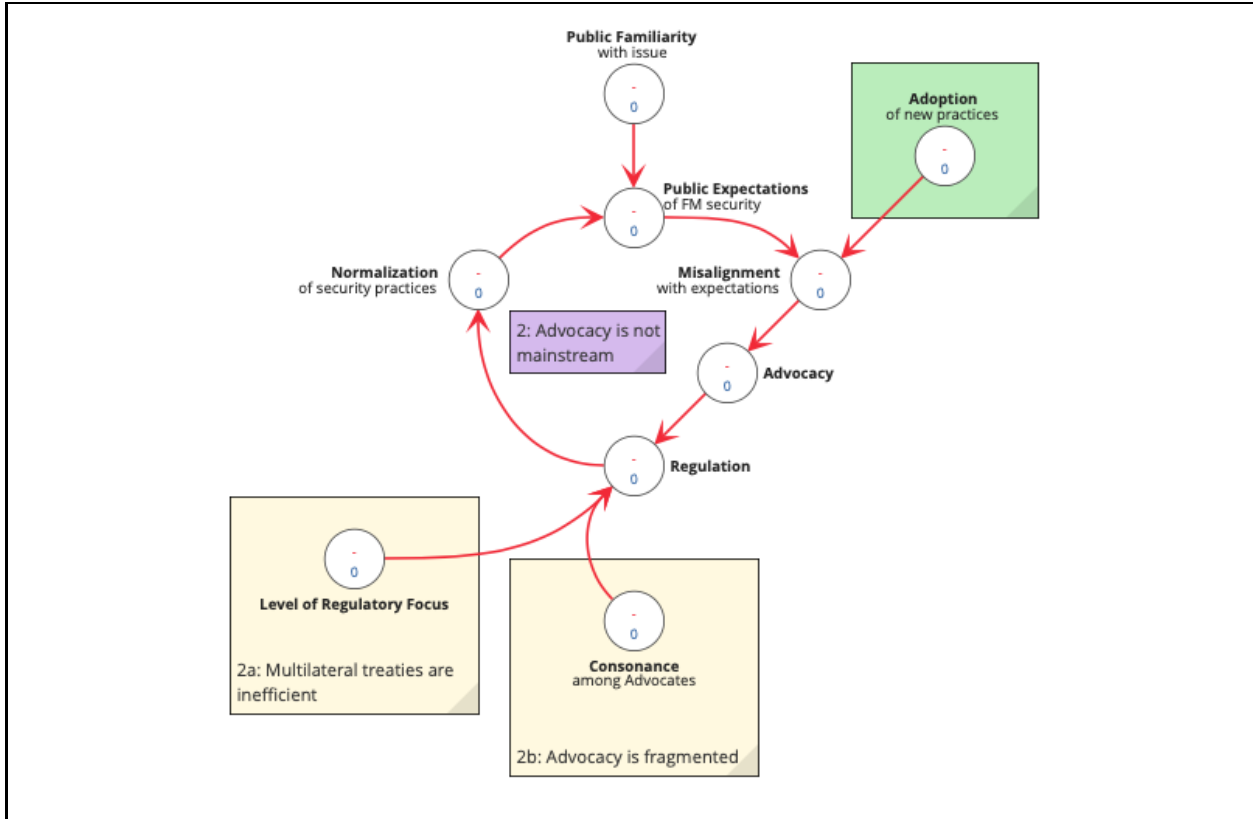 Public Familiarity
with issue
-
0
Adoption
of new practices
-
0
Public Expectations
of FM security
-
0
Normalization
of security practices
-
0
Misalignment
with expectations
-
0
2: Advocacy is not
mainstream
-
0
Advocacy
-
0
Regulation
-
0
Level of Regulatory Focus
2a: Multilateral treaties are
inefficient
-
0
Consonance
among Advocates
2b: Advocacy is fragmented